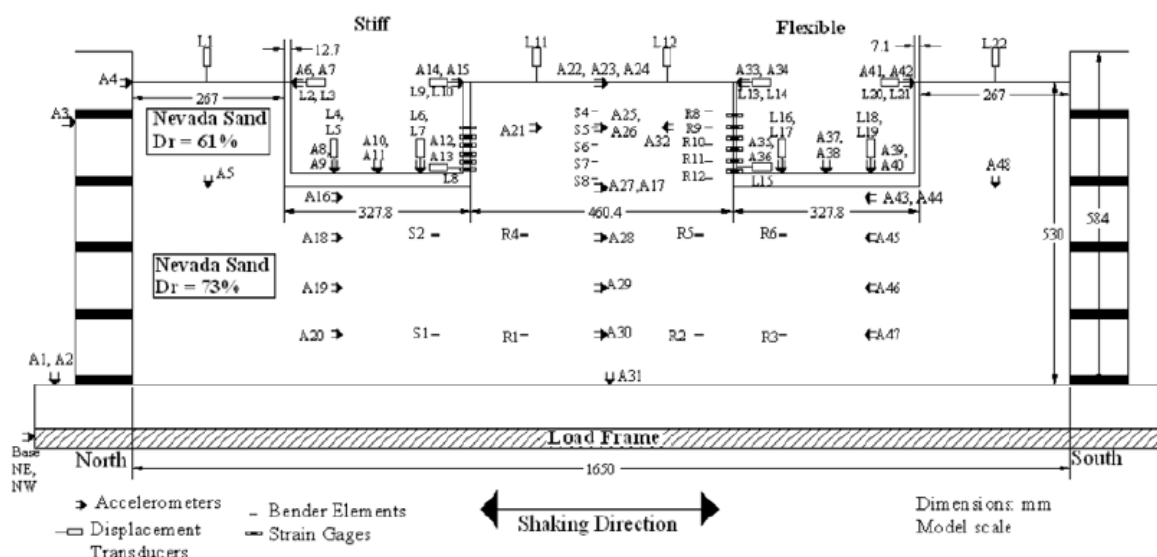 Stiff
Flexible
L1
12.7
L11
L12
7.1
L22
A4
A6, A7
A14, A15
A22, A23, A24
A33, A34
A41, A42
L2, L3
L9, L10
L13, L14
L20, L21
267
267
A3
Nevada Sand
Dr = 61%
L4,
L5
A8,
A9
A10,
A11
L6,
L7
A12,
A13
L8
A21
S4
S5
S6
S7
S8
A25,
A26
A32
R8
R9
R10
R11
R12
L16,
L17
A35,
A36
L15
A37,
A38
L18,
L19
A39,
A40
A5
A48
A16
A27, A17
A43, A44
327.8
460.4
327.8
530
584
A18
S2
R4
A28
R5
R6
A45
Nevada Sand
Dr = 73%
A19
A29
A46
A20
S1
R1
A30
R2
R3
A47
A1, A2
A31
Load Frame
Base
NE,
NW
North
South
1650
Accelerometers
Displacement
Transducers
Bender Elements
Strain Gages
Shaking Direction
Dimensions: mm
Model scale